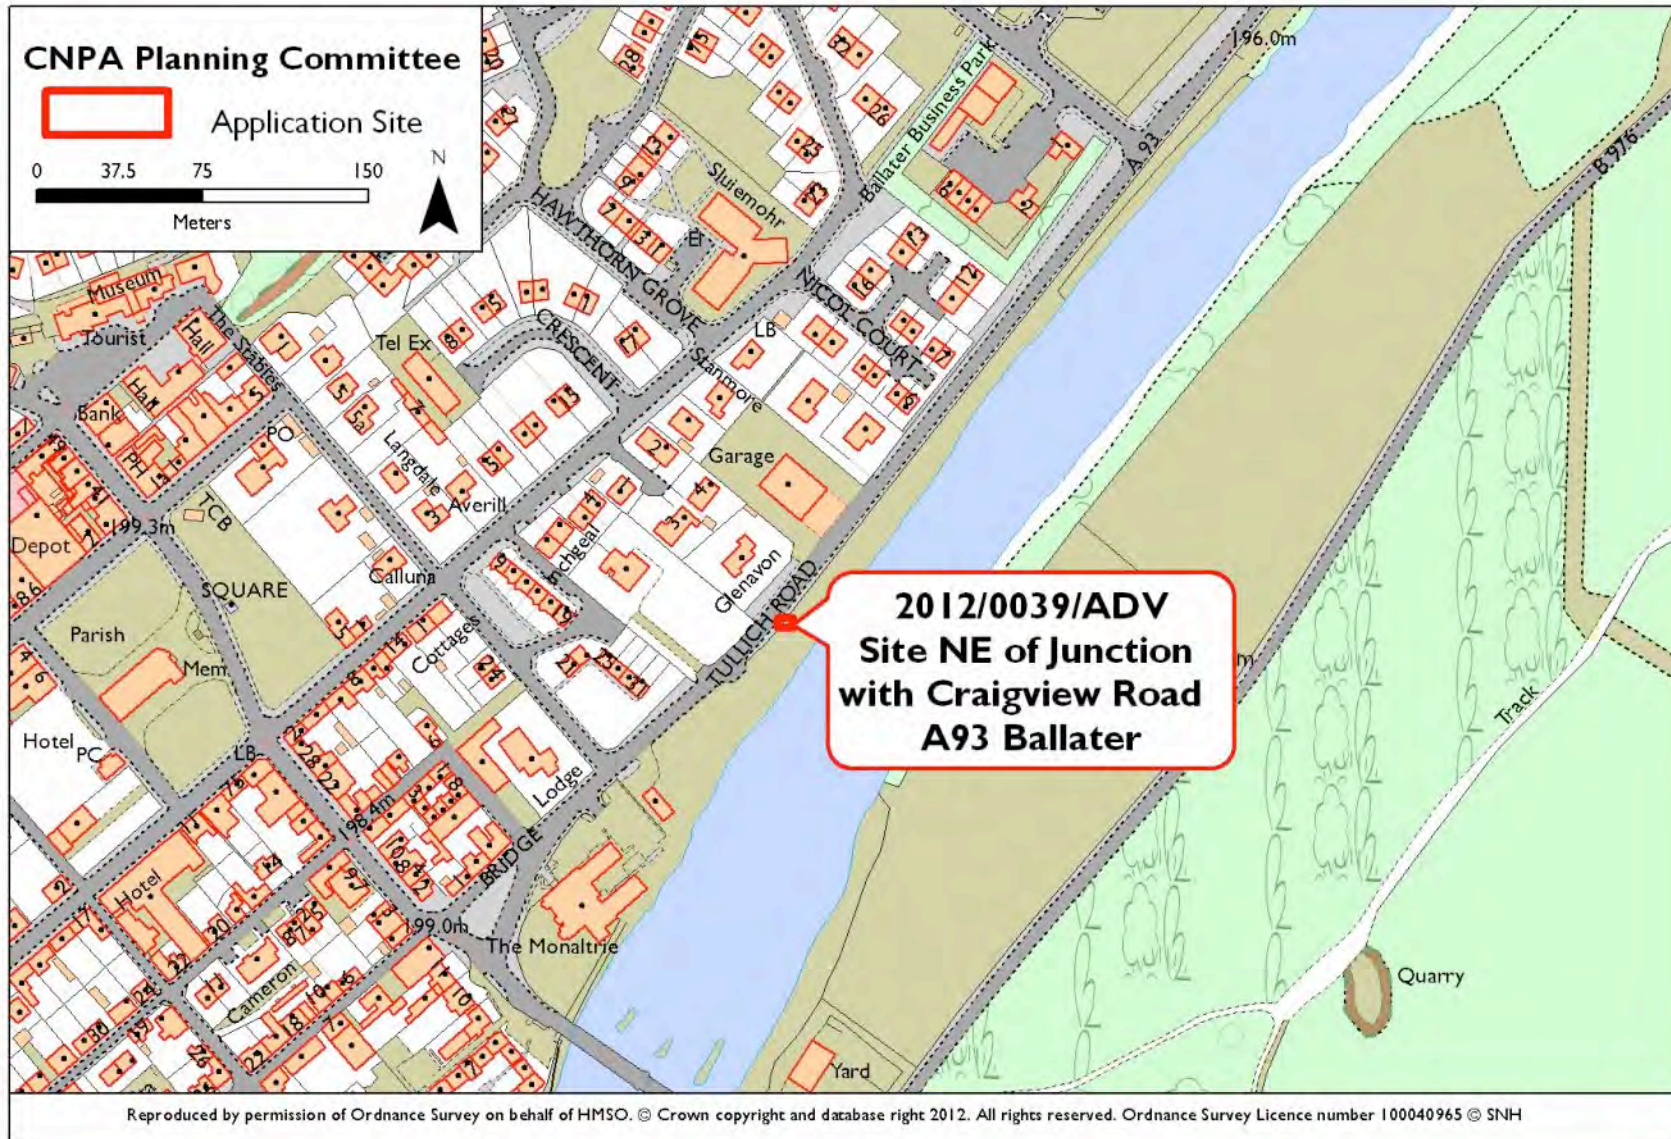 CNPA Planning Committee
Application Site
0 37.5 75 150
Meters
N
196.0m
Ballater Business Park
A 93
B 976
Sluiemohr
HAWTHORN GROVE
El
NICOL COURT
Museum
Tourist
Hall
The Stables
Hall
Tel Ex
CRESCENT
Stanmore
LB
Bank
PH
PO
TCB
Langdale
Averill
Garage
199.3m
Depot
SQUARE
Calluna
Inchgeal
Glenavon
TULLICH ROAD
2012/0039/ADV
Site NE of Junction
with Craigview Road
A93 Ballater
m
Parish
Mem
Cottages
Track
Hotel
PC
LB
Lodge
198.4m
BRIDGE
Hotel
199.0m
The Monaltrie
Cameron
Quarry
Yard
Reproduced by permission of Ordnance Survey on behalf of HMSO. © Crown copyright and database right 2012. All rights reserved. Ordnance Survey Licence number 100040965 © SNH